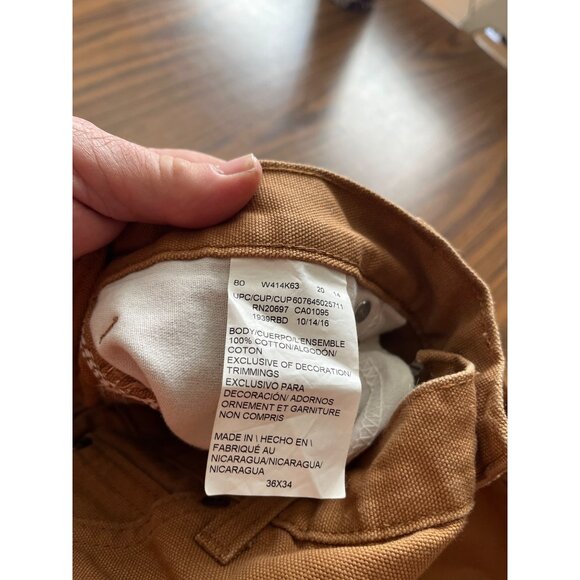 BO W414K63 20 14
UPC/CUP/CUP607645025711
RN20697 CA01095
1939RBD 10/14/16
BODY/CUERPO/L'ENSEMBLE
100% COTTON/ALGODÓN/
COTON
EXCLUSIVE OF DECORATION/
TRIMMINGS
EXCLUSIVO PARA
DECORACIÓN/ ADORNOS
ORNEMENT ET GARNITURE
NON COMPRIS
MADE IN \ HECHO EN \
FABRIQUÉ AU
NICARAGUA/NICARAGUA/
NICARAGUA
36X34